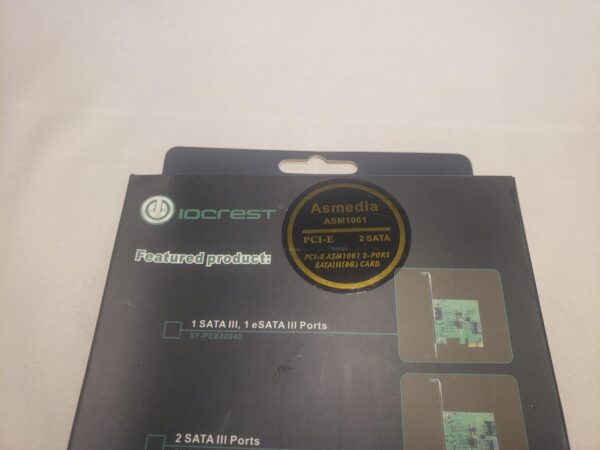 IOCREST®
Asmedia
ASM1061
PCI-E 2 SATA
PCI-E ASM1061 2-PORT
SATAIII(6G) CARD
Featured product:
1 SATA III, 1 eSATA III Ports
SY-PEX40048
2 SATA III Ports